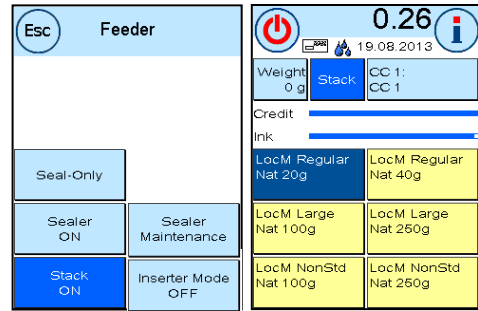 Esc
Feeder
Seal-Only
Sealer
ON
Sealer
Maintenance
Stack
ON
Inserter Mode
OFF
0.26
i
19.08.2013
Weight
0 g
Stack
CC 1:
CC 1
Credit
Ink
LocM Regular
Nat 20g
LocM Regular
Nat 40g
LocM Large
Nat 100g
LocM Large
Nat 250g
LocM NonStd
Nat 100g
LocM NonStd
Nat 250g